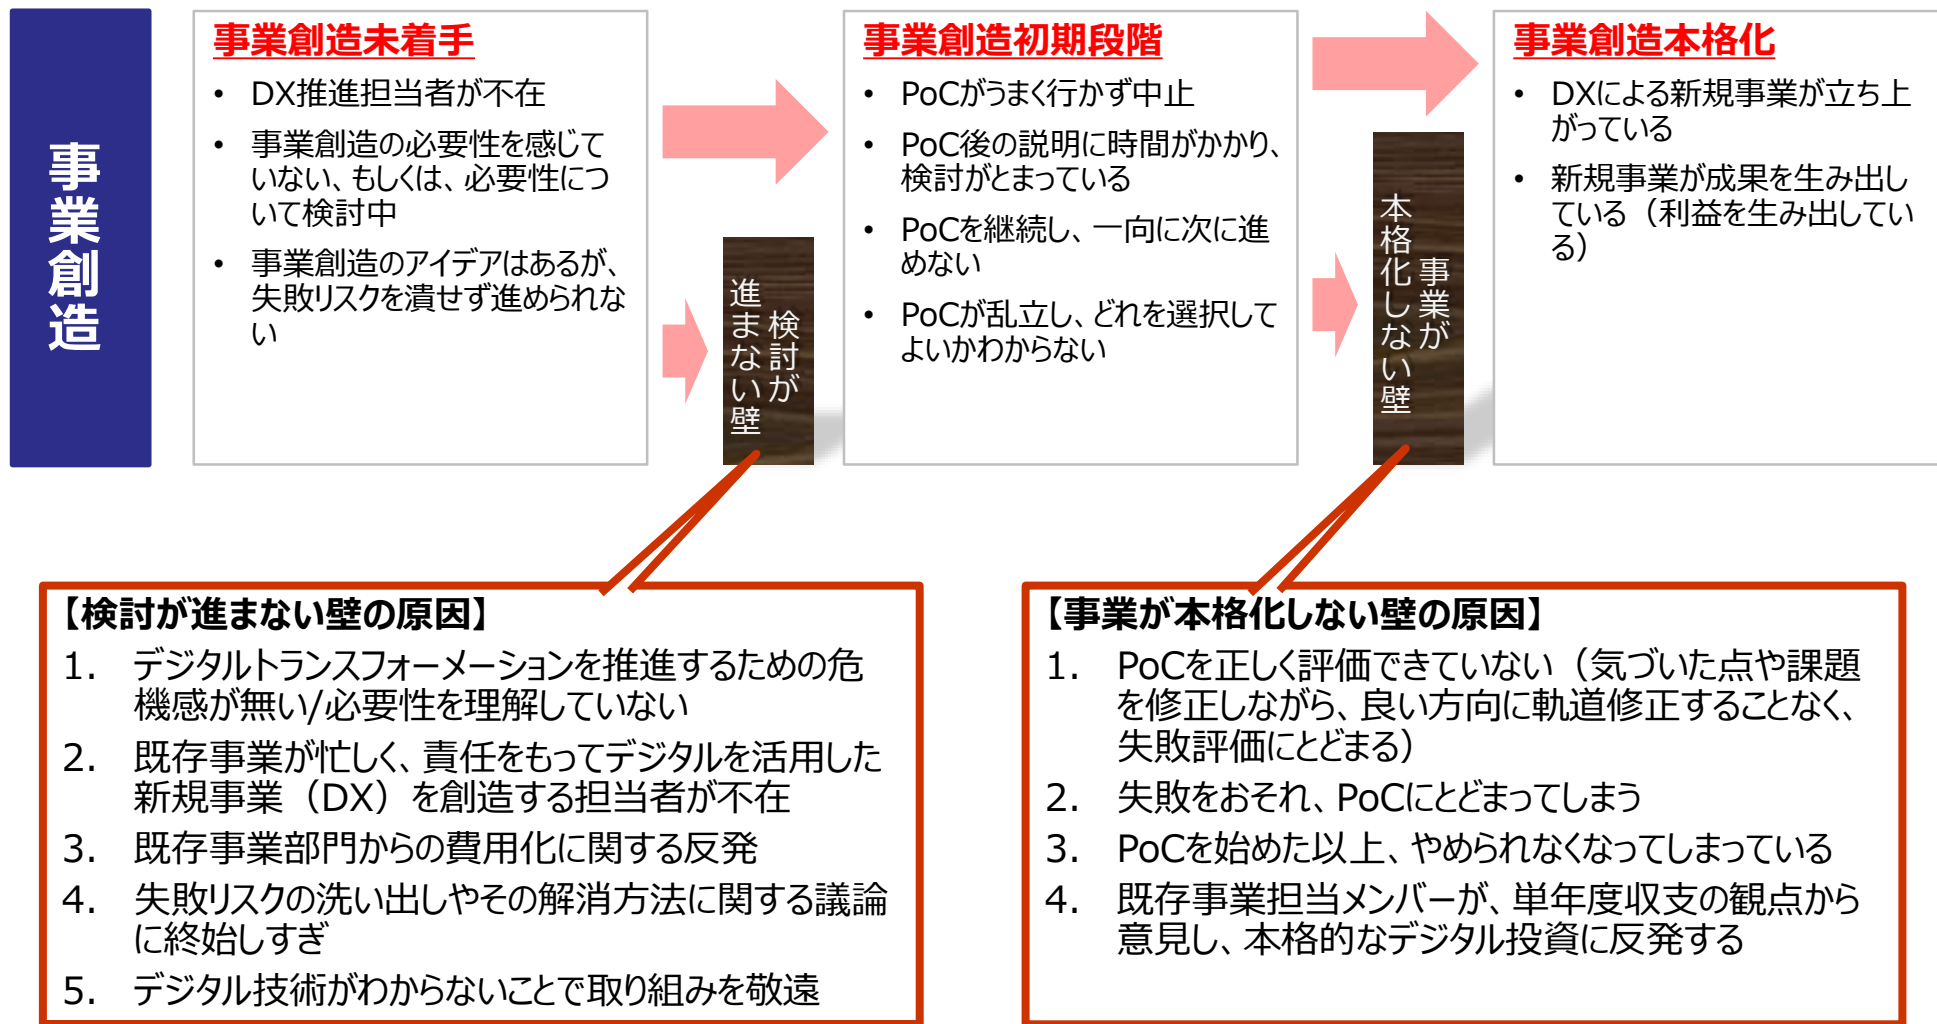 事業創造
事業創造未着手
• DX推進担当者が不在
• 事業創造の必要性を感じて
いない、もしくは、必要性につ
いて検討中
• 事業創造のアイデアはあるが、
失敗リスクを潰せず進められな
い
検討が
進まない壁
事業創造初期段階
• PoCがうまく行かず中止
• PoC後の説明に時間がかかり、
検討がとまっている
• PoCを継続し、一向に次に進
めない
• PoCが乱立し、どれを選択して
よいかわからない
事業が
本格化しない壁
事業創造本格化
• DXによる新規事業が立ち上
がっている
• 新規事業が成果を生み出し
ている（利益を生み出してい
る）
【検討が進まない壁の原因】
1. デジタルトランスフォーメーションを推進するための危
機感が無い/必要性を理解していない
2. 既存事業が忙しく、責任をもってデジタルを活用した
新規事業（DX）を創造する担当者が不在
3. 既存事業部門からの費用化に関する反発
4. 失敗リスクの洗い出しやその解消方法に関する議論
に終始しすぎ
5. デジタル技術がわからないことで取り組みを敬遠
【事業が本格化しない壁の原因】
1. PoCを正しく評価できていない（気づいた点や課題
を修正しながら、良い方向に軌道修正することなく、
失敗評価にとどまる）
2. 失敗をおそれ、PoCにとどまってしまう
3. PoCを始めた以上、やめられなくなってしまっている
4. 既存事業担当メンバーが、単年度収支の観点から
意見し、本格的なデジタル投資に反発する